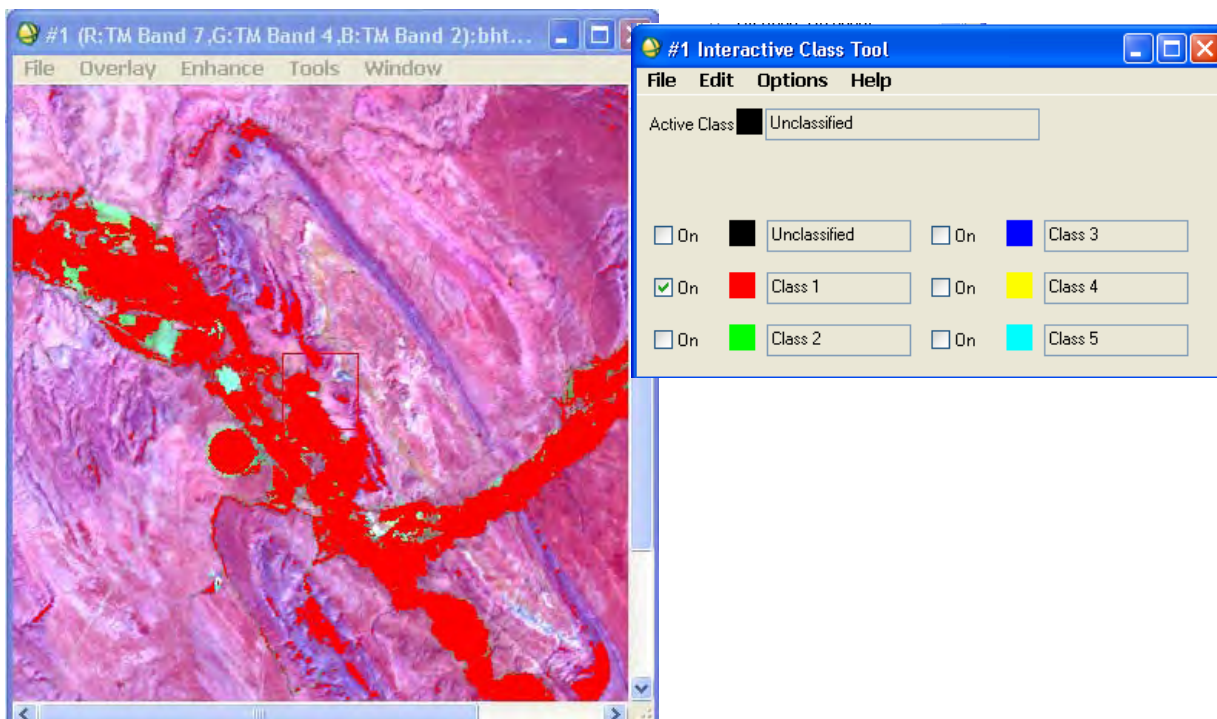 #1 (R:TM Band 7,G:TM Band 4,B:TM Band 2):bht...
File Overlay Enhance Tools Window
#1 Interactive Class Tool
File Edit Options Help
Active Class Unclassified
On Unclassified On Class 3
On Class 1 On Class 4
On Class 2 On Class 5